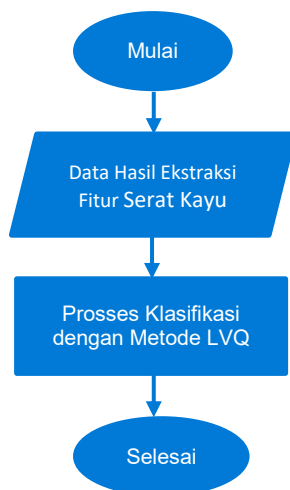 Mulai
Data Hasil Ekstraksi
Fitur Serat Kayu
Prosses Klasifikasi
dengan Metode LVQ
Selesai